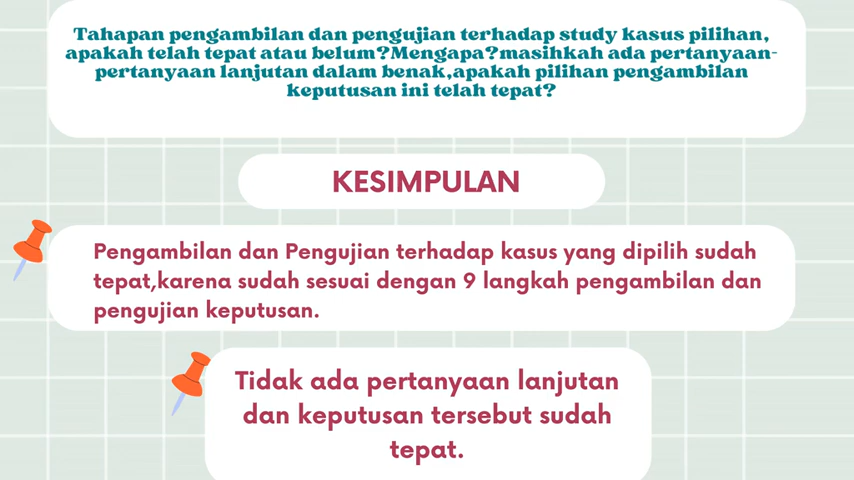 Tahapan pengambilan dan pengujian terhadap study kasus pilihan,
apakah telah tepat atau belum?Mengapa?masihkah ada pertanyaan-
pertanyaan lanjutan dalam benak,apakah pilihan pengambilan
keputusan ini telah tepat?
KESIMPULAN
Pengambilan dan Pengujian terhadap kasus yang dipilih sudah
tepat,karena sudah sesuai dengan 9 langkah pengambilan dan
pengujian keputusan.
Tidak ada pertanyaan lanjutan
dan keputusan tersebut sudah
tepat.